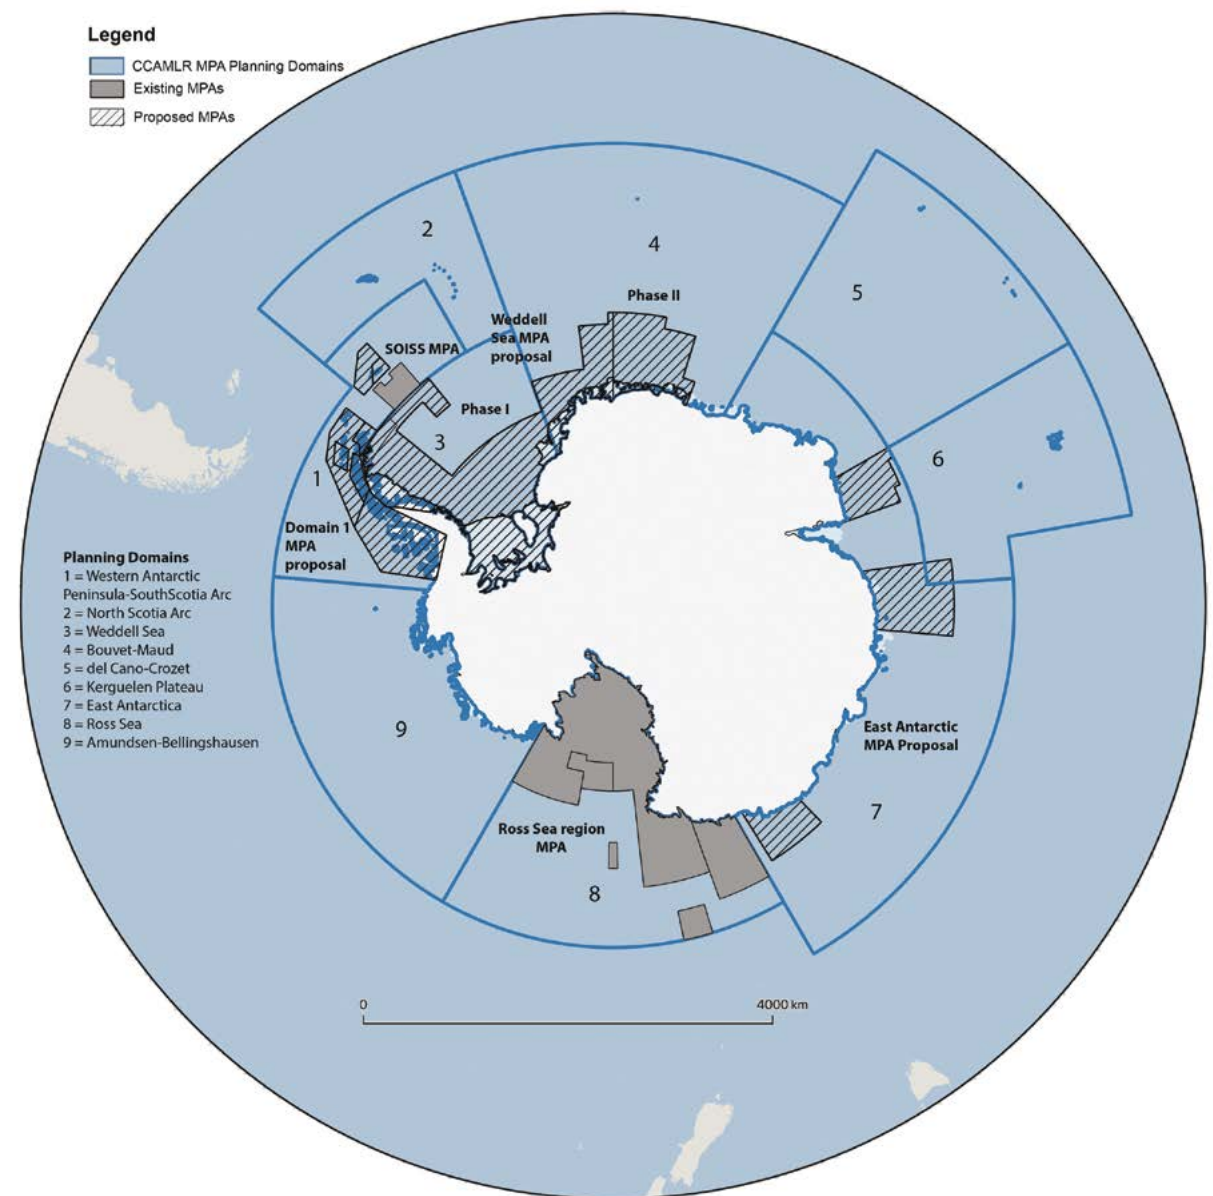 Legend
CCAMLR MPA Planning Domains
Existing MPAs
Proposed MPAs
2
4
5
Phase II
Weddell
Sea MPA
proposal
SOISS MPA
Phase I
3
6
1
Domain 1
MPA
proposal
Planning Domains
1 = Western Antarctic
Peninsula-SouthScotia Arc
2 = North Scotia Arc
3 = Weddell Sea
4 = Bouvet-Maud
5 = del Cano-Crozet
6 = Kerguelen Plateau
7 = East Antarctica
8 = Ross Sea
9 = Amundsen-Bellingshausen
9
East Antarctic
MPA Proposal
7
Ross Sea region
MPA
8
0
4000 km